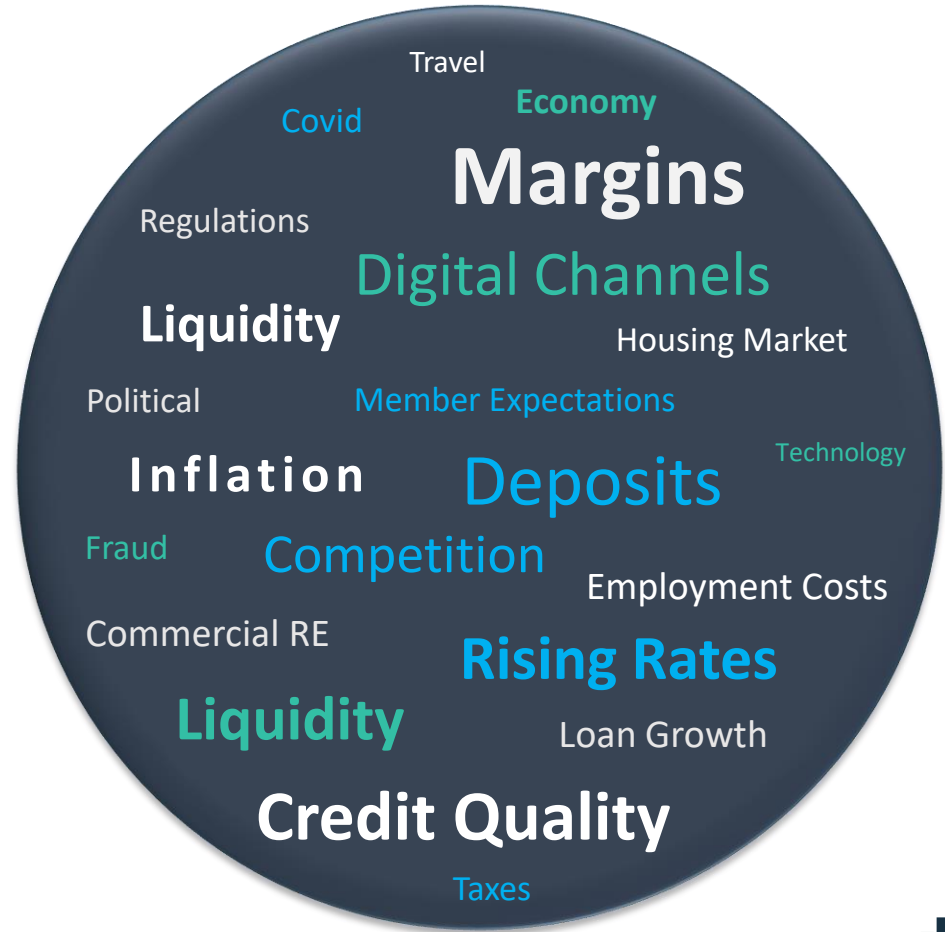 Travel
Economy
Covid
Margins
Regulations
Digital Channels
Liquidity
Housing Market
Political
Member Expectations
Technology
Inflation
Deposits
Fraud
Competition
Employment Costs
Commercial RE
Rising Rates
Liquidity
Loan Growth
Credit Quality
Taxes